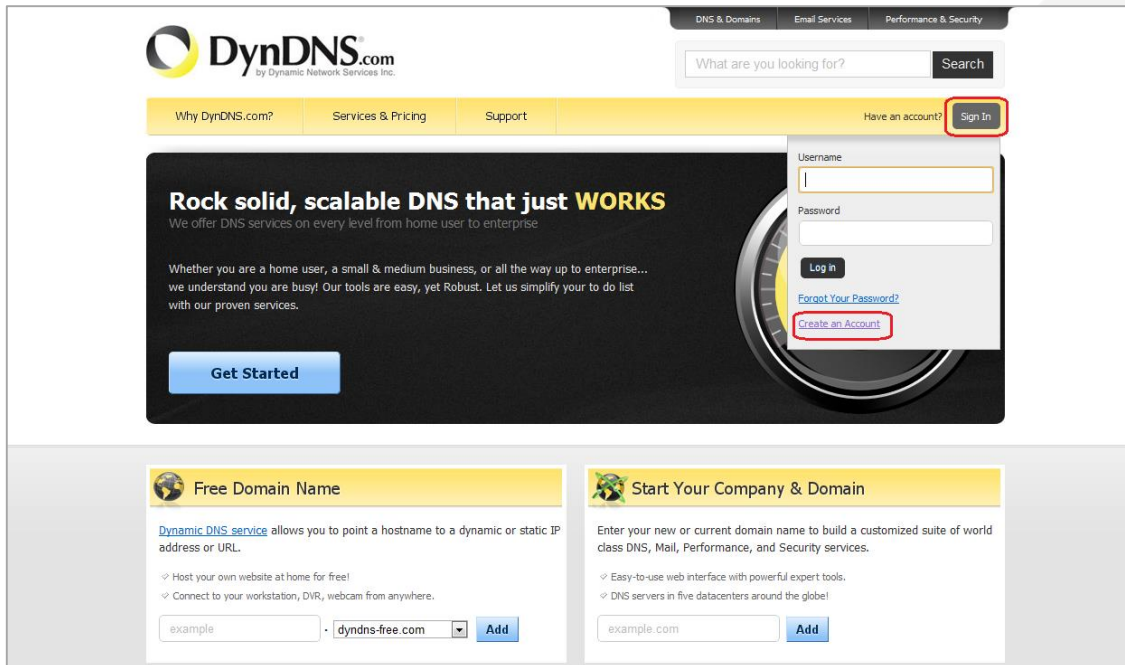 DNS & Domains Email Services Performance & Security
DynDNS.com
by Dynamic Network Services Inc.
What are you looking for? Search
Why DynDNS.com? Services & Pricing Support Have an account? Sign In
Username
Password
Log in
Forgot Your Password?
Create an Account
Rock solid, scalable DNS that just WORKS
We offer DNS services on every level from home user to enterprise
Whether you are a home user, a small & medium business, or all the way up to enterprise...
we understand you are busy! Our tools are easy, yet Robust. Let us simplify your to do list
with our proven services.
Get Started
Free Domain Name
Dynamic DNS service allows you to point a hostname to a dynamic or static IP
address or URL.
Host your own website at home for free!
Connect to your workstation, DVR, webcam from anywhere.
example . dyndns-free.com Add
Start Your Company & Domain
Enter your new or current domain name to build a customized suite of world
class DNS, Mail, Performance, and Security services.
Easy-to-use web interface with powerful expert tools.
DNS servers in five datacenters around the globe!
example.com Add